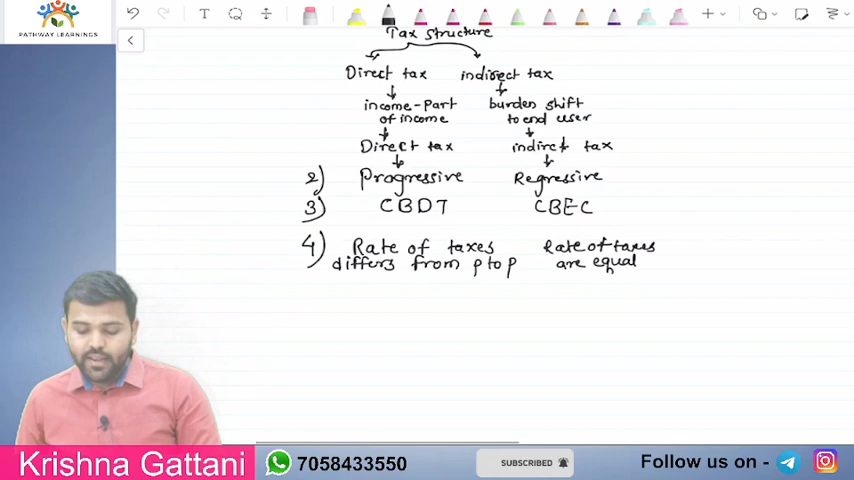 PATHWAY LEARNINGS
T
Tax structure
Direct tax indirect tax
income-Part of income
burden shift to end user
Direct tax indirect tax
2) Progressive Regressive
3) CBDT CBEC
4) Rate of taxes differs from p to p
Rate of taxes are equal
Krishna Gattani 7058433550 SUBSCRIBED Follow us on -